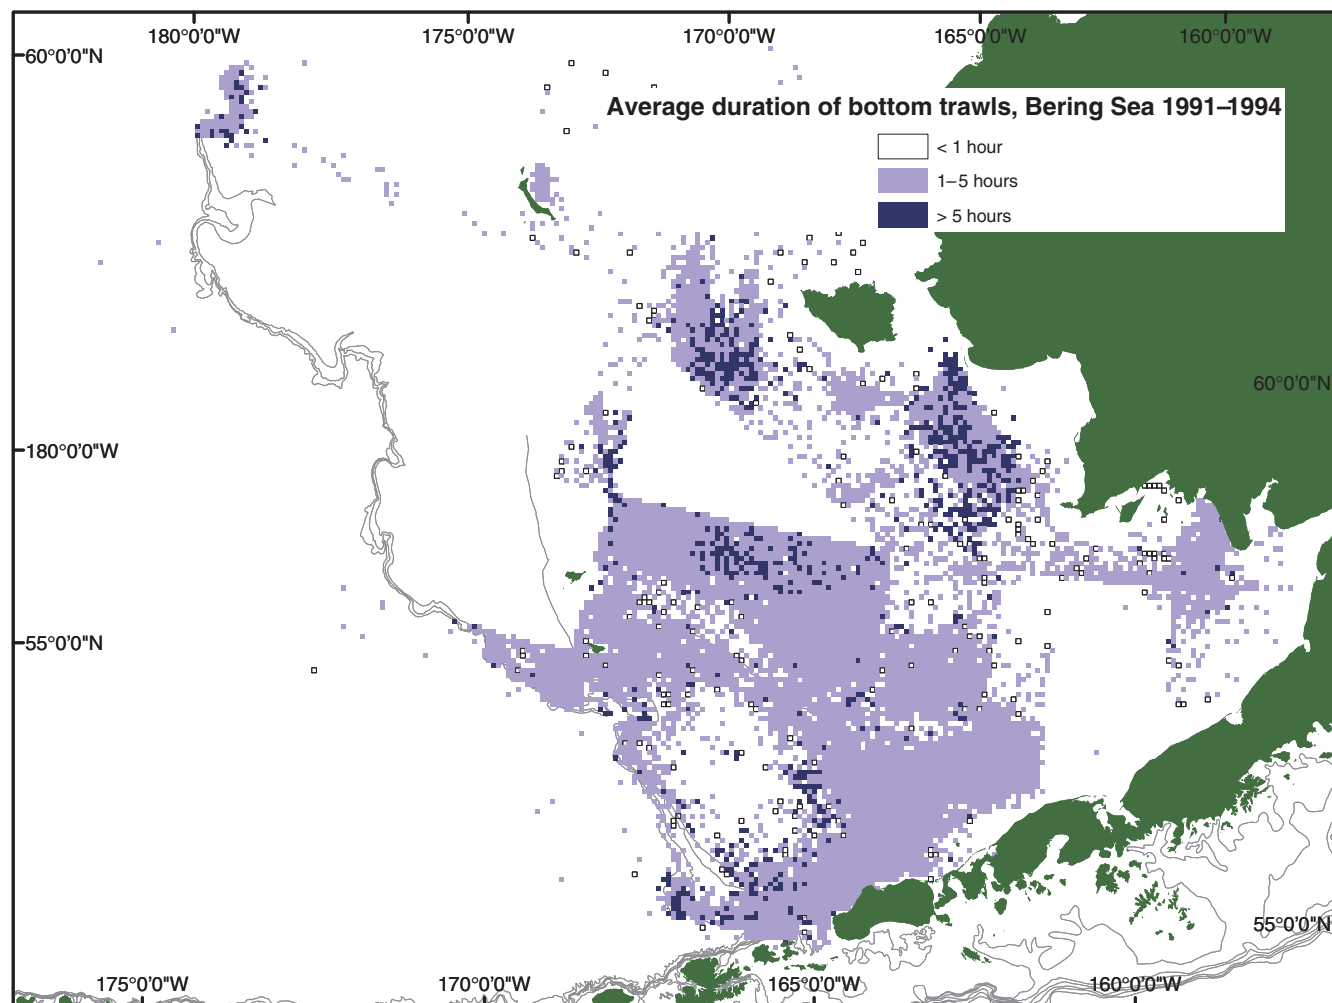 180°0'0"W 175°0'0"W 170°0'0"W 165°0'0"W 160°0'0"W
60°0'0"N
Average duration of bottom trawls, Bering Sea 1991–1994
< 1 hour
1–5 hours
> 5 hours
60°0'0"N
180°0'0"W
55°0'0"N
55°0'0"N
175°0'0"W 170°0'0"W 165°0'0"W 160°0'0"W